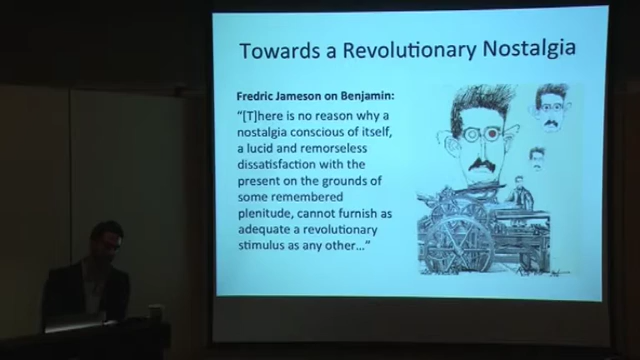 Towards a Revolutionary Nostalgia
Fredric Jameson on Benjamin:
“[T]here is no reason why a
nostalgia conscious of itself,
a lucid and remorseless
dissatisfaction with the
present on the grounds of
some remembered
plenitude, cannot furnish as
adequate a revolutionary
stimulus as any other…“